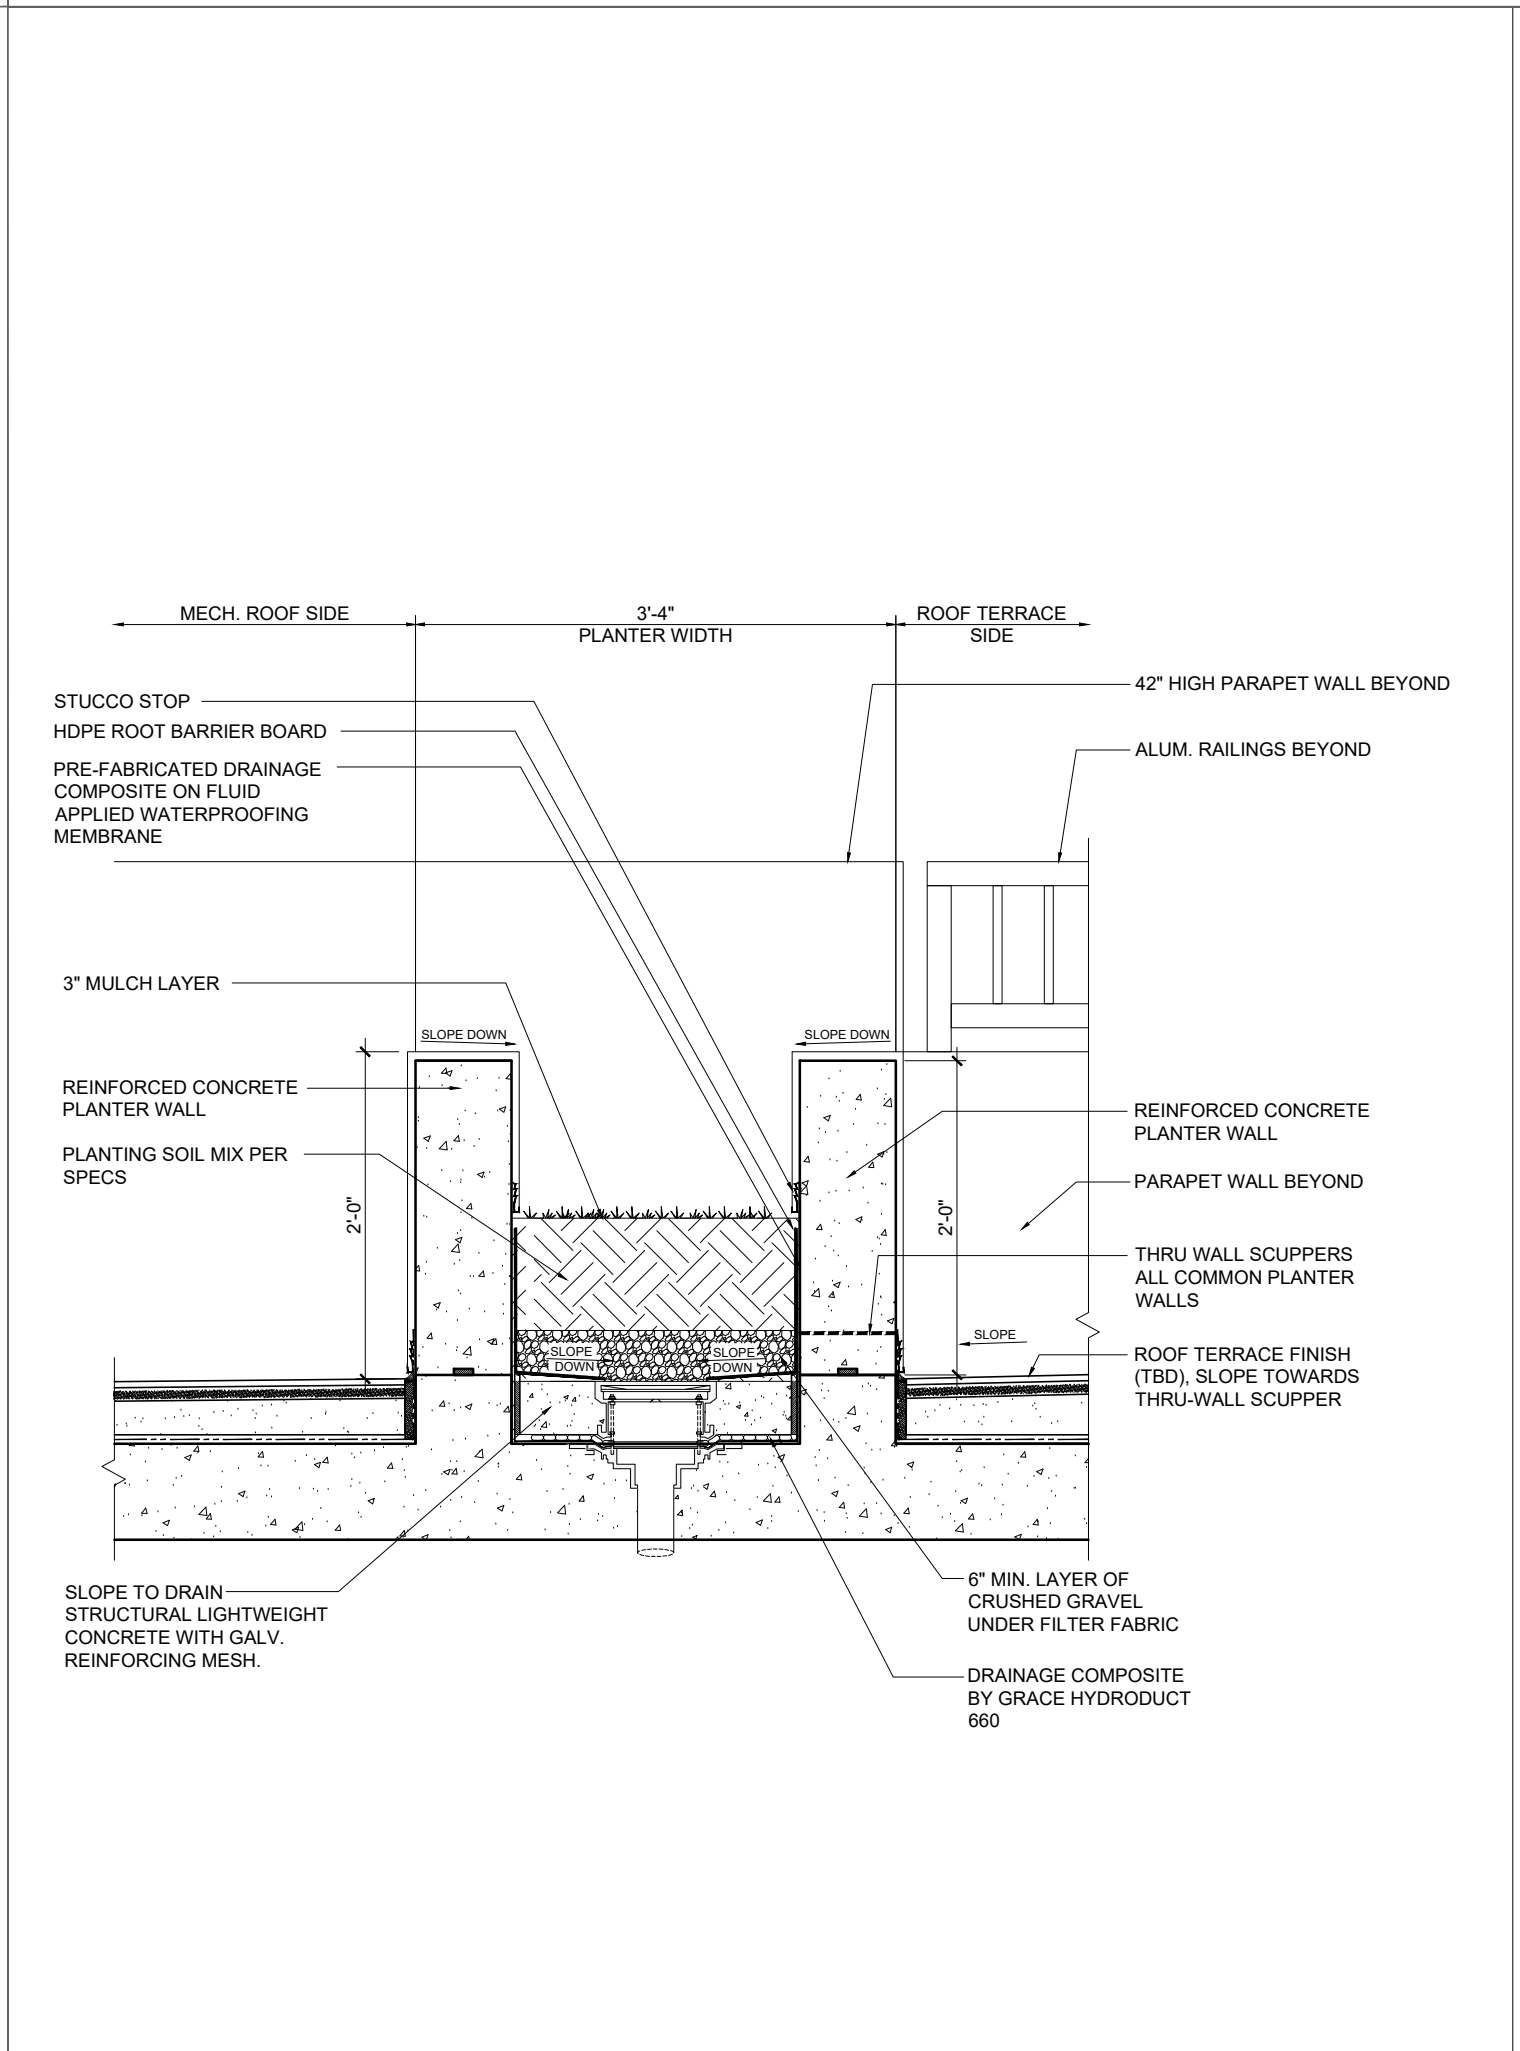 MECH. ROOF SIDE
3'-4"
PLANTER WIDTH
ROOF TERRACE
SIDE
STUCCO STOP
HDPE ROOT BARRIER BOARD
PRE-FABRICATED DRAINAGE
COMPOSITE ON FLUID
APPLIED WATERPROOFING
MEMBRANE
42" HIGH PARAPET WALL BEYOND
ALUM. RAILINGS BEYOND
3" MULCH LAYER
SLOPE DOWN
SLOPE DOWN
REINFORCED CONCRETE
PLANTER WALL
PLANTING SOIL MIX PER
SPECS
2'-0"
2'-0"
REINFORCED CONCRETE
PLANTER WALL
PARAPET WALL BEYOND
THRU WALL SCUPPERS
ALL COMMON PLANTER
WALLS
SLOPE
ROOF TERRACE FINISH
(TBD), SLOPE TOWARDS
THRU-WALL SCUPPER
SLOPE
DOWN
SLOPE
DOWN
SLOPE TO DRAIN
STRUCTURAL LIGHTWEIGHT
CONCRETE WITH GALV.
REINFORCING MESH.
6" MIN. LAYER OF
CRUSHED GRAVEL
UNDER FILTER FABRIC
DRAINAGE COMPOSITE
BY GRACE HYDRODUCT
660